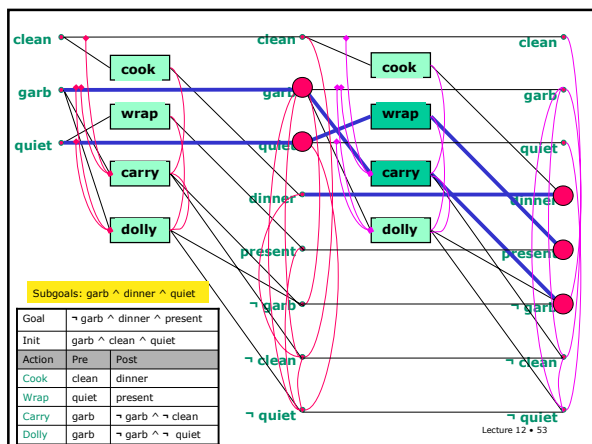 clean
garb
quiet
cook
wrap
carry
dolly
clean
garb
quiet
dinner
present
¬ garb
¬ clean
¬ quiet
cook
wrap
carry
dolly
clean
garb
quiet
dinner
present
¬ garb
¬ clean
¬ quiet
Subgoals: garb ^ dinner ^ quiet
Goal ¬ garb ^ dinner ^ present
Init garb ^ clean ^ quiet
Action Pre Post
Cook clean dinner
Wrap quiet present
Carry garb ¬ garb ^ ¬ clean
Dolly garb ¬ garb ^ ¬ quiet
Lecture 12 • 53